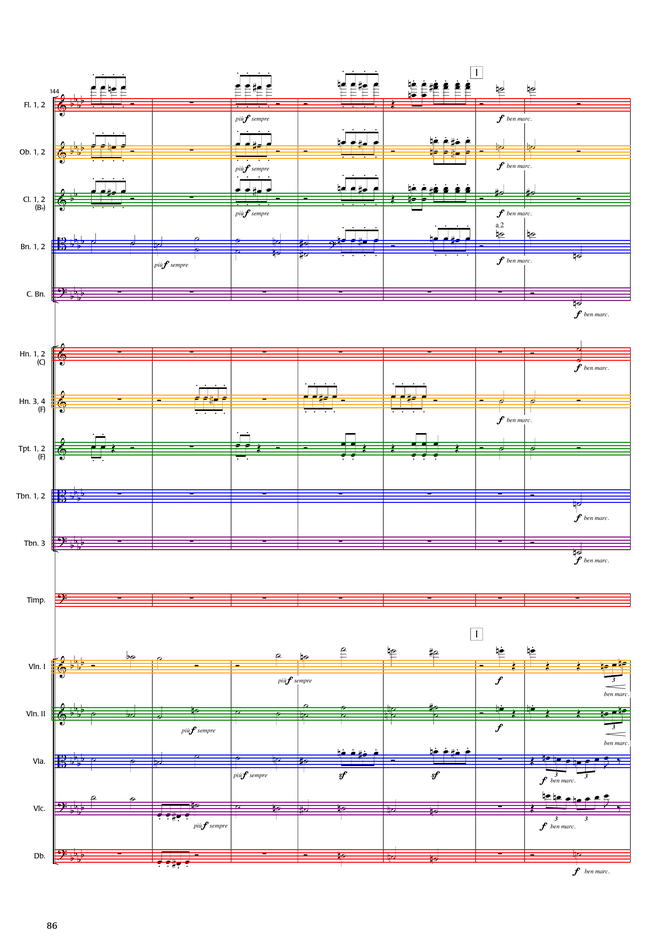 I
144
Fl. 1, 2
più f sempre
f ben marc.
Ob. 1, 2
più f sempre
f ben marc.
Cl. 1, 2
(B♭)
più f sempre
f ben marc.
a 2
Bn. 1, 2
più f sempre
f ben marc.
C. Bn.
f ben marc.
Hn. 1, 2
(C)
f ben marc.
Hn. 3, 4
(F)
f ben marc.
Tpt. 1, 2
(F)
Tbn. 1, 2
f ben marc.
Tbn. 3
f ben marc.
Timp.
I
Vln. I
più f sempre
f
3
ben marc.
Vln. II
più f sempre
f
3
ben marc.
Vla.
più f sempre
sf
sf
3
3
f ben marc.
Vlc.
più f sempre
3
3
f ben marc.
Db.
f ben marc.
86